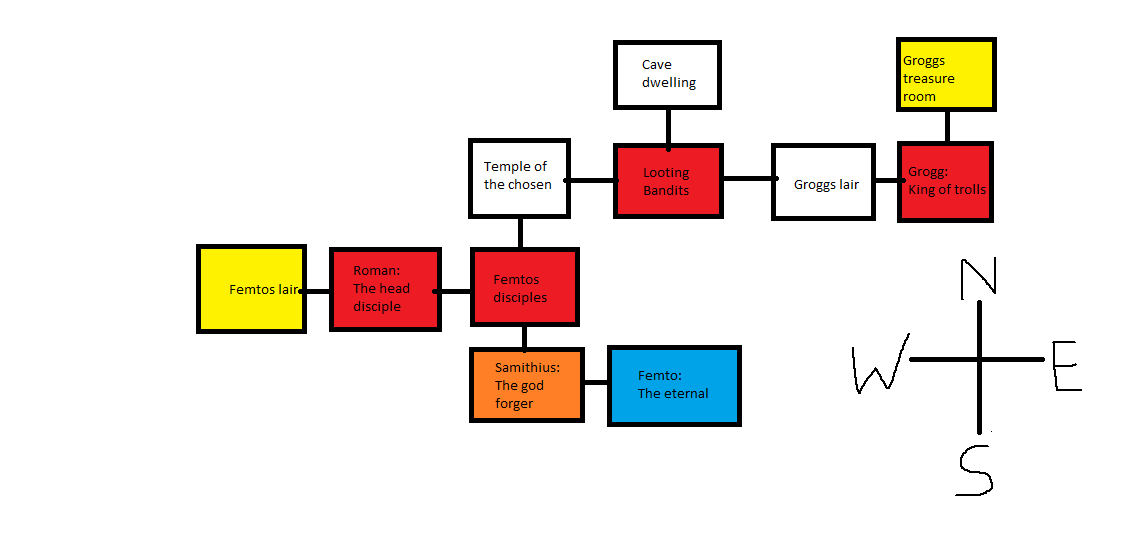 Cave
dwelling
Groggs
treasure
room
Temple of
the chosen
Looting
Bandits
Groggs lair
Grogg:
King of trolls
Femtos lair
Roman:
The head
disciple
Femtos
disciples
Samithius:
The god
forger
Femto:
The eternal
N
W
E
S